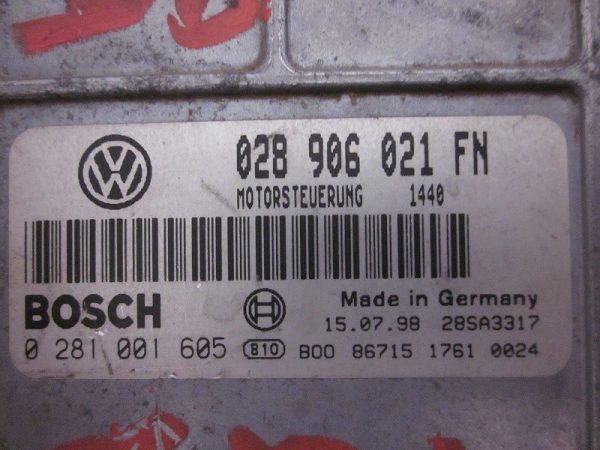 028 906 021 FN
MOTORSTEUERUNG 1440
BOSCH
Made in Germany
15.07.98 28SA3317
0 281 001 605 B10 B00 86715 1761 0024